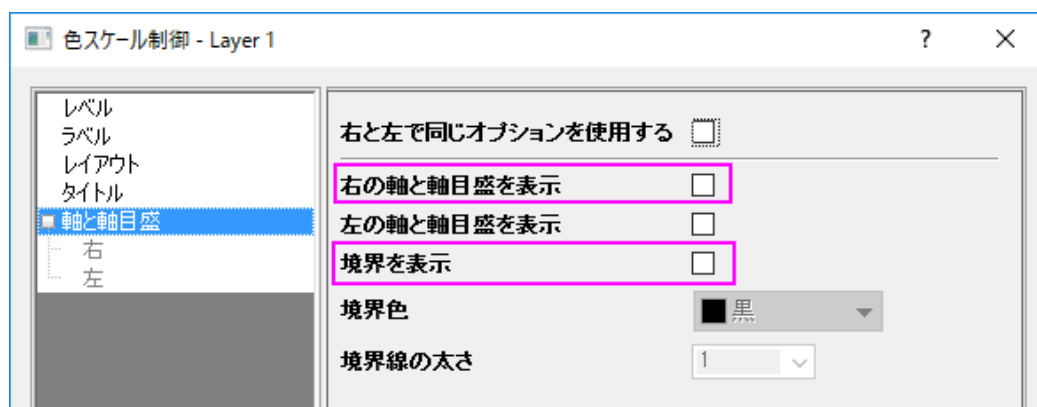 色スケール制御 - Layer 1
?
レベル
ラベル
レイアウト
タイトル
軸と軸目盛
右
左
右と左で同じオプションを使用する
右の軸と軸目盛を表示
左の軸と軸目盛を表示
境界を表示
境界色
黒
境界線の太さ
1